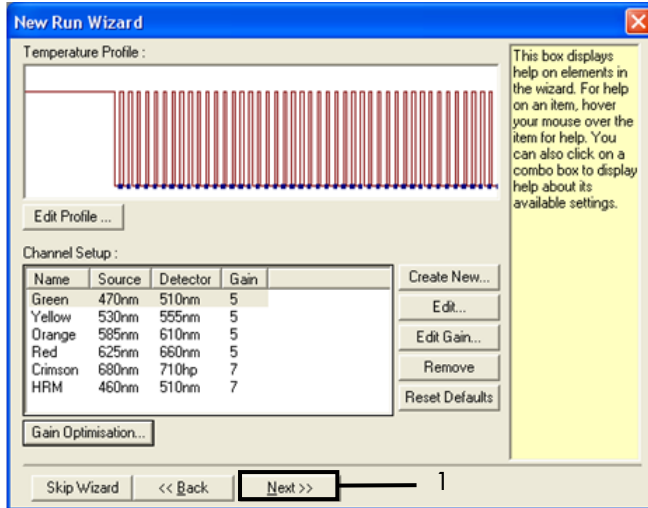 New Run Wizard
Temperature Profile :
This box displays
help on elements in
the wizard. For help
on an item, hover
your mouse over the
item for help. You
can also click on a
combo box to display
help about its
available settings.
Edit Profile ...
Channel Setup :
Name Source Detector Gain
Green 470nm 510nm 5
Yellow 530nm 555nm 5
Orange 585nm 610nm 5
Red 625nm 660nm 5
Crimson 680nm 710hp 7
HRM 460nm 510nm 7
Create New...
Edit...
Edit Gain...
Remove
Reset Defaults
Gain Optimisation...
Skip Wizard << Back Next >> 1